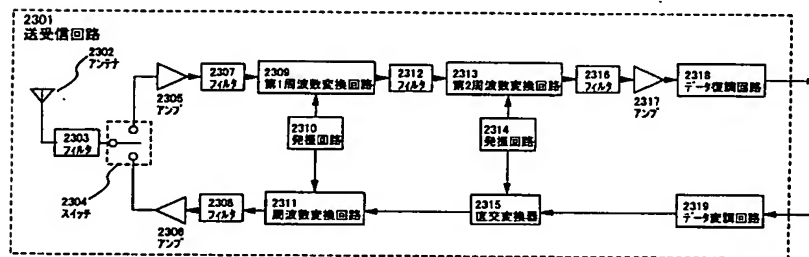 2301
送受信回路
2302
アンテナ
2303
フィルタ
2304
スイッチ
2305
アンプ
2307
フィルタ
2309
第1周波数変換回路
2312
フィルタ
2313
第2周波数変換回路
2316
フィルタ
2317
アンプ
2318
データ復調回路
2310
発振回路
2314
発振回路
2306
アンプ
2308
フィルタ
2311
周波数変換回路
2315
直交変換器
2319
データ変調回路